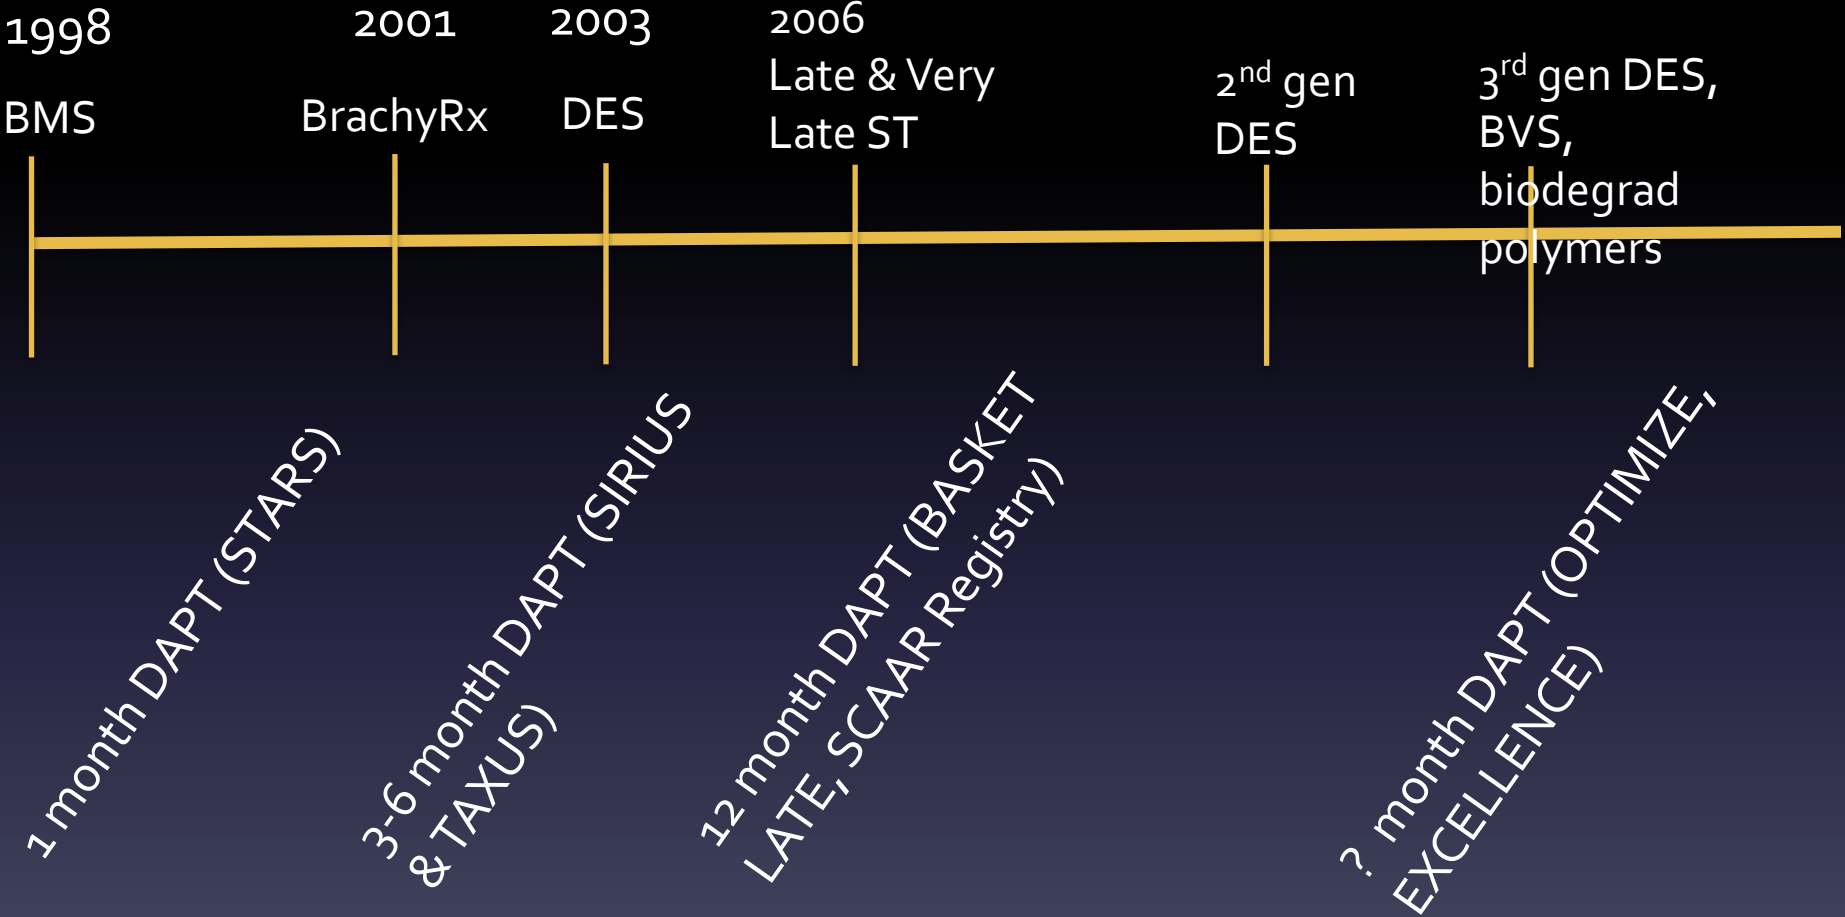 1998
BMS
2001
BrachyRx
2003
DES
2006
Late & Very
Late ST
2nd gen
DES
3rd gen DES,
BVS,
biodegrad
polymers
1 month DAPT (STARS)
3-6 month DAPT (SIRIUS
& TAXUS)
12 month DAPT (BASKET
LATE, SCAAR Registry)
? month DAPT (OPTIMIZE,
EXCELLENCE)